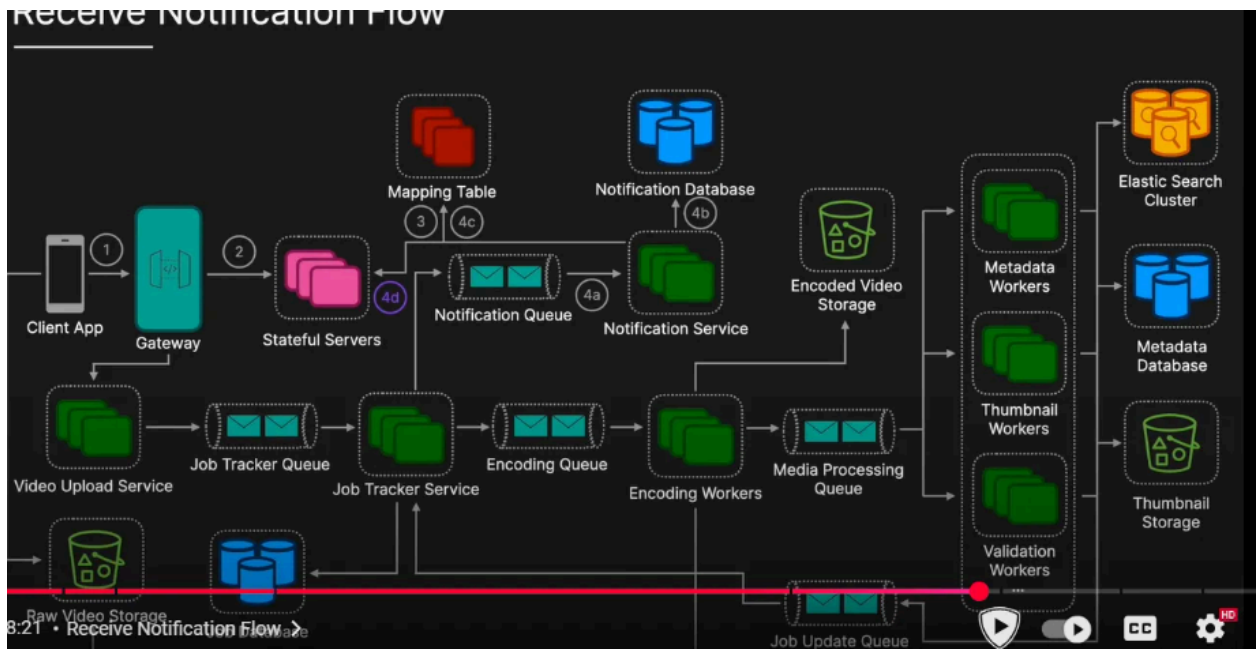 Receive Notification Flow
Mapping Table
Notification Database
Elastic Search
Cluster
3
4c
4b
1
2
Metadata
Workers
Encoded Video
Storage
4d
4a
Client App
Gateway
Stateful Servers
Notification Queue
Notification Service
Metadata
Database
Thumbnail
Workers
Video Upload Service
Job Tracker Queue
Job Tracker Service
Encoding Queue
Encoding Workers
Media Processing
Queue
Thumbnail
Storage
Validation
Workers
...
Raw Video Storage
Job Database
8:21 • Receive Notification Flow >
Job Update Queue
CC
HD